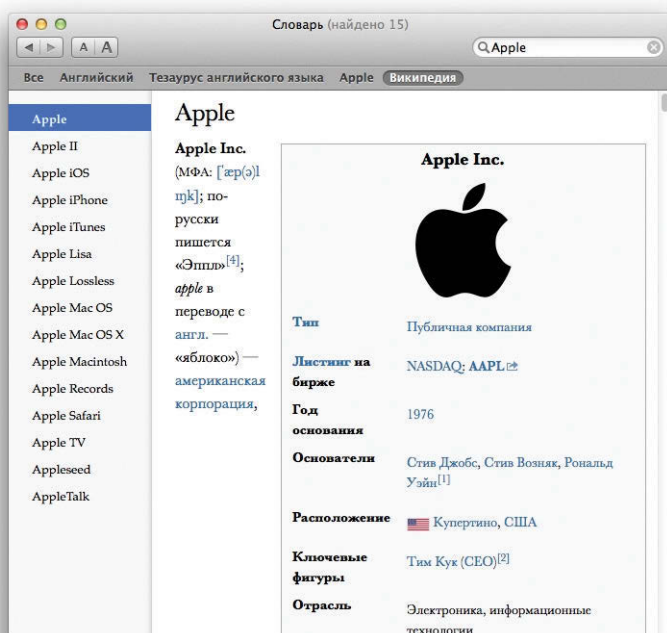 Словарь (найдено 15)
A A
Apple
Все Английский Тезаурус английского языка Apple Википедия
Apple
Apple II
Apple iOS
Apple iPhone
Apple iTunes
Apple Lisa
Apple Lossless
Apple Mac OS
Apple Mac OS X
Apple Macintosh
Apple Records
Apple Safari
Apple TV
Appleseed
AppleTalk
Apple
Apple Inc.
(МФА: [ˈæp(ə)l
ɪŋk]; по-
русски
пишется
«Эппл»[4];
apple в
переводе с
англ. —
«яблоко») —
американская
корпорация,
Apple Inc.
Тип Публичная компания
Листинг на
бирже
NASDAQ: AAPL
Год
основания
1976
Основатели
Стив Джобс, Стив Возняк, Рональд
Уэйн[1]
Расположение Купертино, США
Ключевые
фигуры
Тим Кук (CEO)[2]
Отрасль Электроника, информационные
технологии